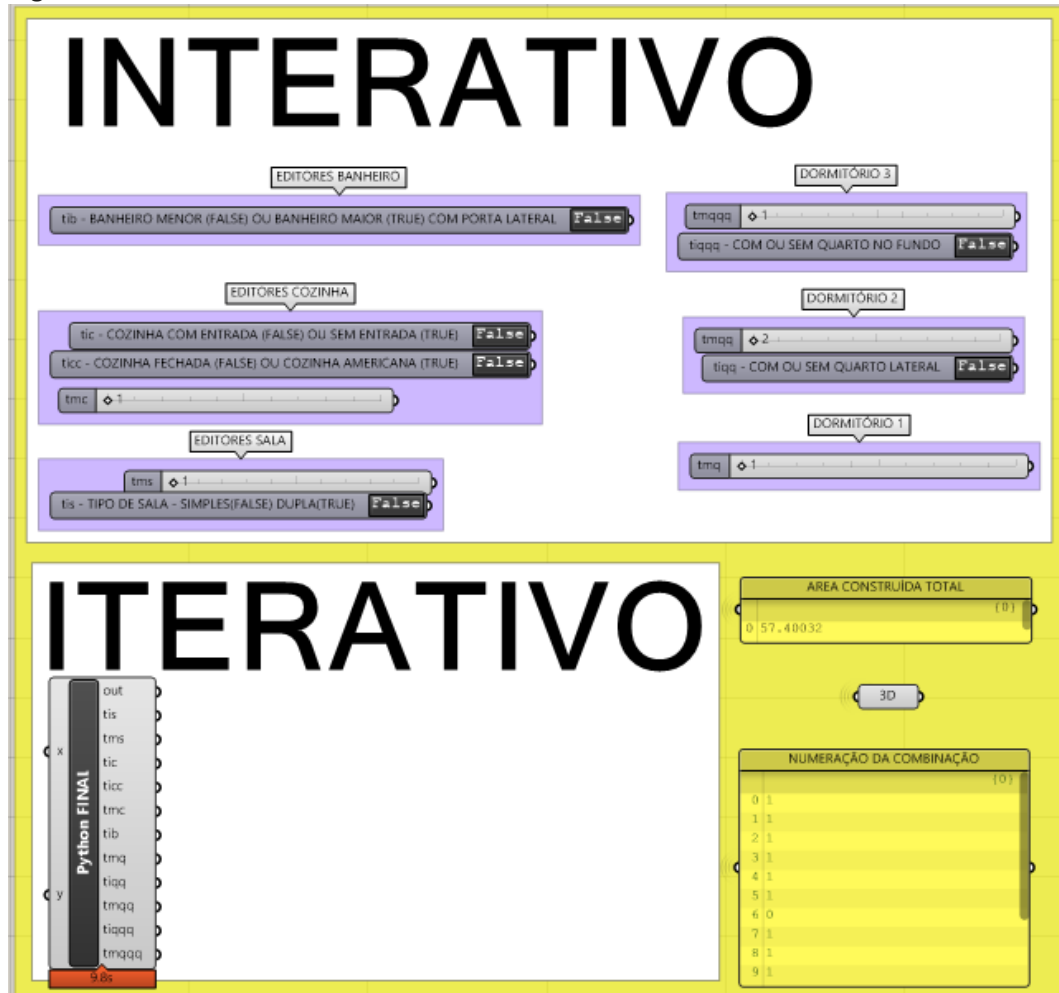 INTERATIVO
EDITORES BANHEIRO
tib - BANHEIRO MENOR (FALSE) OU BANHEIRO MAIOR (TRUE) COM PORTA LATERAL False
EDITORES COZINHA
tic - COZINHA COM ENTRADA (FALSE) OU SEM ENTRADA (TRUE) False
ticc - COZINHA FECHADA (FALSE) OU COZINHA AMERICANA (TRUE) False
tmc 1
EDITORES SALA
tms 1
tis - TIPO DE SALA - SIMPLES(FALSE) DUPLA(TRUE) False
DORMITÓRIO 3
tmqqq 1
tiqqq - COM OU SEM QUARTO NO FUNDO False
DORMITÓRIO 2
tmqq 2
tiqq - COM OU SEM QUARTO LATERAL False
DORMITÓRIO 1
tmq 1
ITERATIVO
x
y
Python FINAL
out
tis
tms
tic
ticc
tmc
tib
tmq
tiqq
tmqq
tiqqq
tmqqq
9.8s
AREA CONSTRUÍDA TOTAL
{0}
0 57.40032
3D
NUMERAÇÃO DA COMBINAÇÃO
{0}
0 1
1 1
2 1
3 1
4 1
5 1
6 0
7 1
8 1
9 1